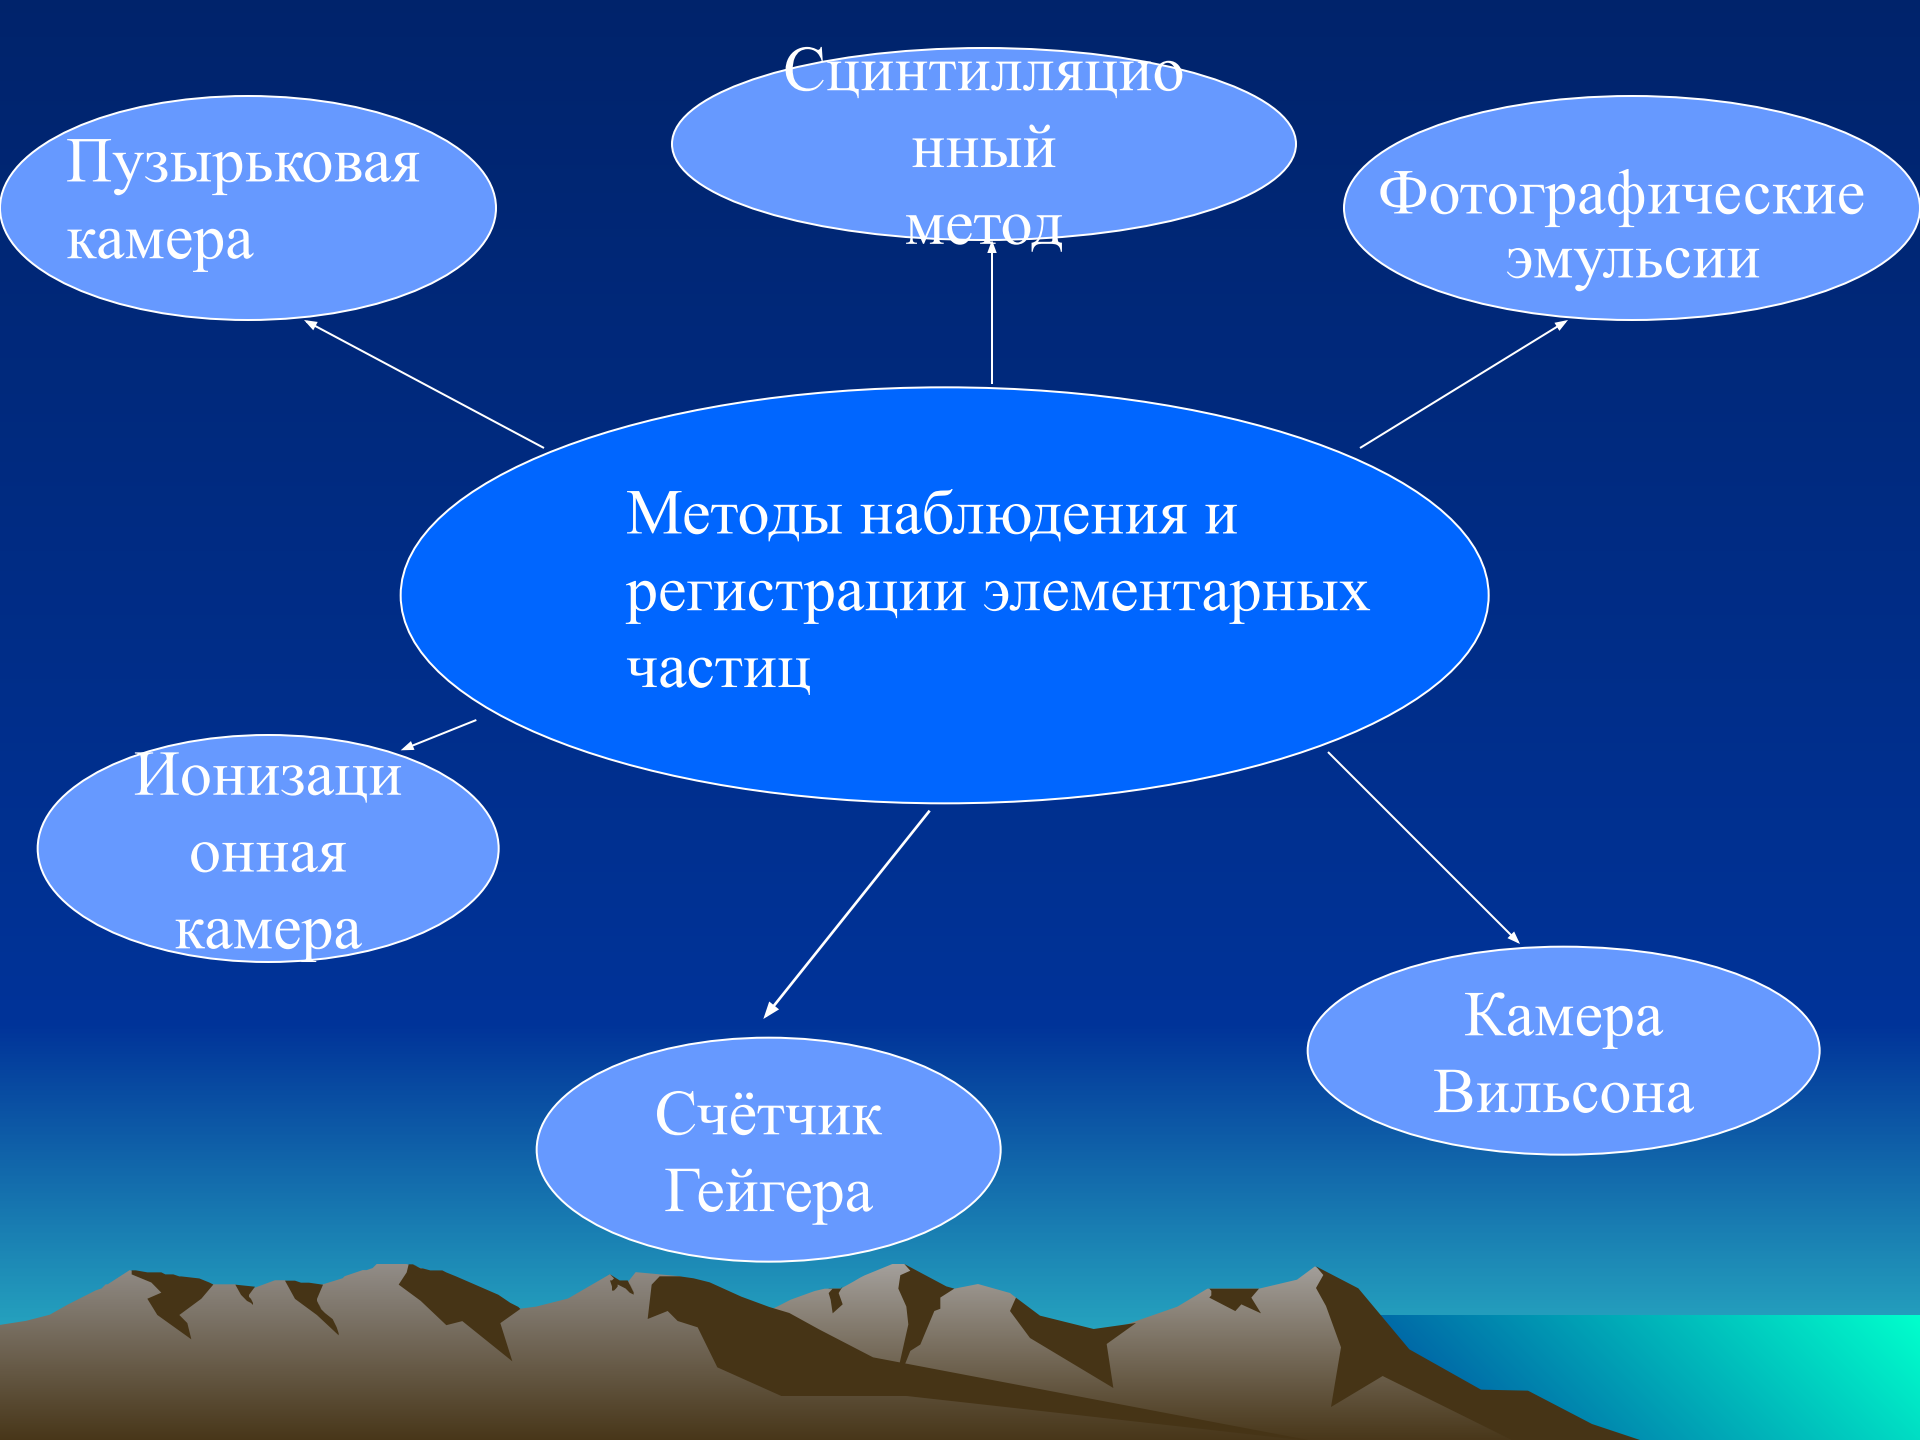 Сцинтилляцио
нный
метод
Пузырьковая
камера
Фотографические
эмульсии
Методы наблюдения и
регистрации элементарных
частиц
Ионизаци
онная
камера
Камера
Вильсона
Счётчик
Гейгера